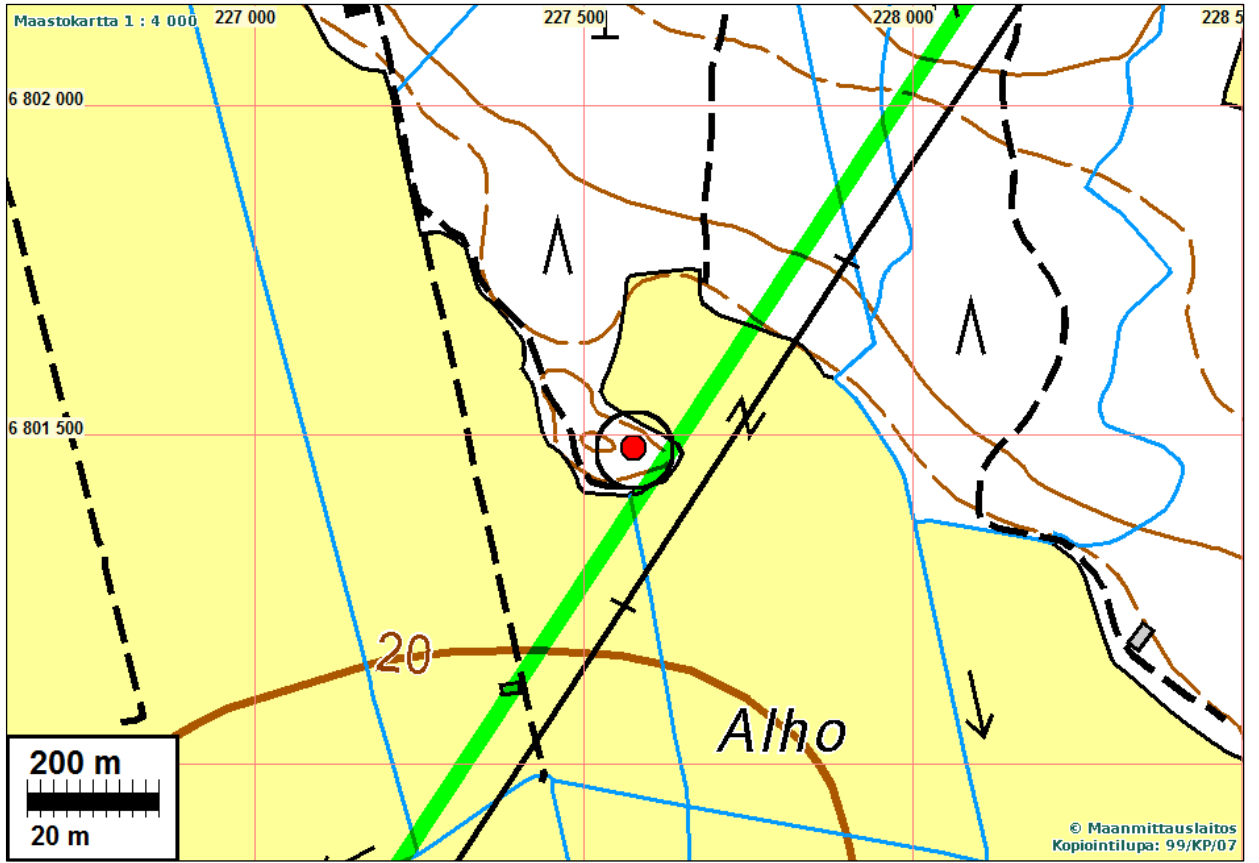 Maastokartta 1 : 4 000
227 000
227 500
228 000
228 5
6 802 000
6 801 500
20
Alho
200 m
20 m
© Maanmittauslaitos
Kopiointilupa: 99/KP/07